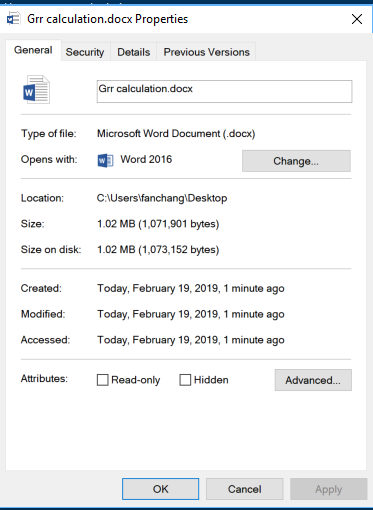 Grr calculation.docx Properties
General Security Details Previous Versions
Grr calculation.docx
Type of file: Microsoft Word Document (.docx)
Opens with: Word 2016 Change...
Location: C:\Users\fanchang\Desktop
Size: 1.02 MB (1,071,901 bytes)
Size on disk: 1.02 MB (1,073,152 bytes)
Created: Today, February 19, 2019, 1 minute ago
Modified: Today, February 19, 2019, 1 minute ago
Accessed: Today, February 19, 2019, 1 minute ago
Attributes: Read-only Hidden Advanced...
OK Cancel Apply